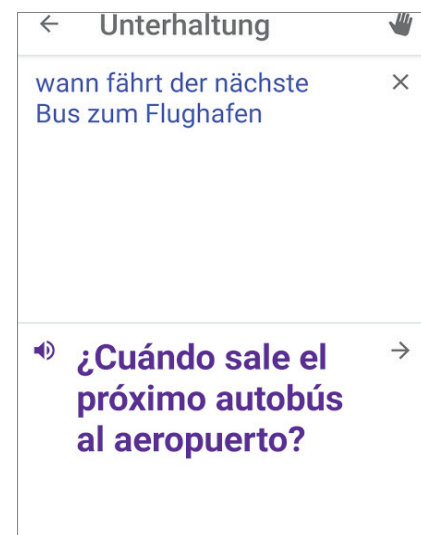 Unterhaltung
wann fährt der nächste
Bus zum Flughafen
¿Cuándo sale el
próximo autobús
al aeropuerto?